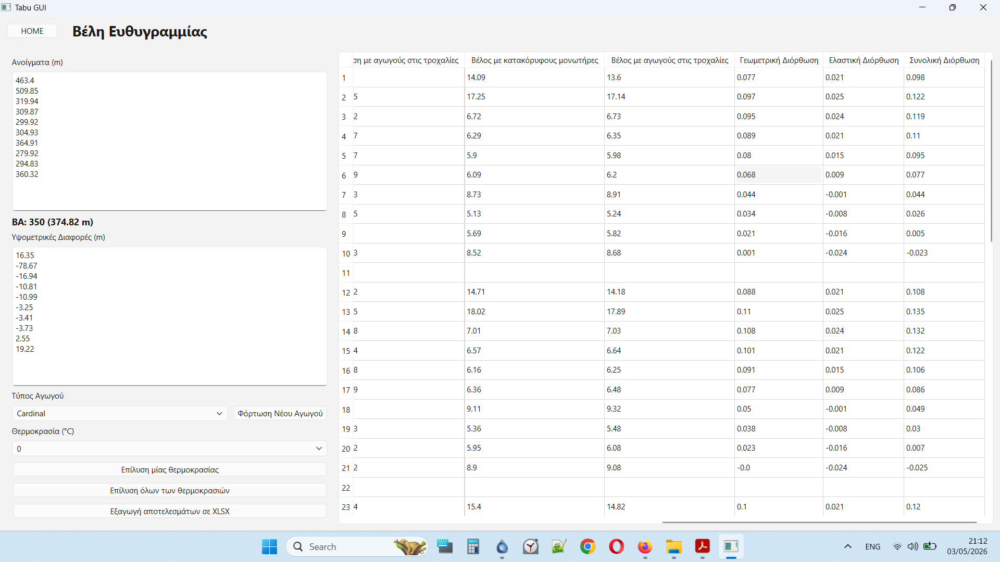 Tabu GUI
HOME
Βέλη Ευθυγραμμίας
Ανοίγματα (m)
463.4
509.85
319.94
309.87
299.92
304.93
364.91
279.92
294.83
360.32
ΒΑ: 350 (374.82 m)
Υψομετρικές Διαφορές (m)
16.35
-78.67
-16.94
-10.81
-10.99
-3.25
-3.41
-3.73
2.55
19.22
Τύπος Αγωγού
Cardinal
Φόρτωση Νέου Αγωγού
Θερμοκρασία (°C)
0
Επίλυση μίας θερμοκρασίας
Επίλυση όλων των θερμοκρασιών
Εξαγωγή αποτελεσμάτων σε XLSX
ση με αγωγούς στις τροχαλίες Βέλος με κατακόρυφους μονωτήρες Βέλος με αγωγούς στις τροχαλίες Γεωμετρική Διόρθωση Ελαστική Διόρθωση Συνολική Διόρθωση
1 14.09 13.6 0.077 0.021 0.098
2 5 17.25 17.14 0.097 0.025 0.122
3 2 6.72 6.73 0.095 0.024 0.119
4 7 6.29 6.35 0.089 0.021 0.11
5 7 5.9 5.98 0.08 0.015 0.095
6 9 6.09 6.2 0.068 0.009 0.077
7 3 8.73 8.91 0.044 -0.001 0.044
8 5 5.13 5.24 0.034 -0.008 0.026
9 5.69 5.82 0.021 -0.016 0.005
10 3 8.52 8.68 0.001 -0.024 -0.023
11
12 2 14.71 14.18 0.088 0.021 0.108
13 5 18.02 17.89 0.11 0.025 0.135
14 8 7.01 7.03 0.108 0.024 0.132
15 4 6.57 6.64 0.101 0.021 0.122
16 8 6.16 6.25 0.091 0.015 0.106
17 9 6.36 6.48 0.077 0.009 0.086
18 9.11 9.32 0.05 -0.001 0.049
19 3 5.36 5.48 0.038 -0.008 0.03
20 2 5.95 6.08 0.023 -0.016 0.007
21 2 8.9 9.08 -0.0 -0.024 -0.025
22
23 4 15.4 14.82 0.1 0.021 0.12
Search
ENG
21:12
03/05/2026